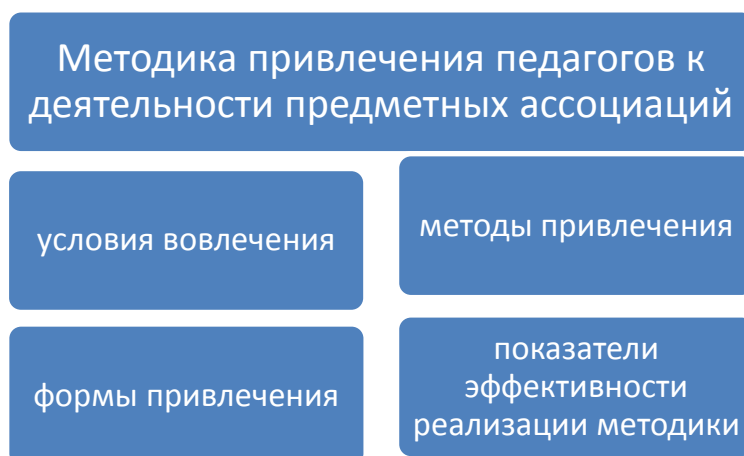 Методика привлечения педагогов к
деятельности предметных ассоциаций
условия вовлечения
методы привлечения
формы привлечения
показатели
эффективности
реализации методики